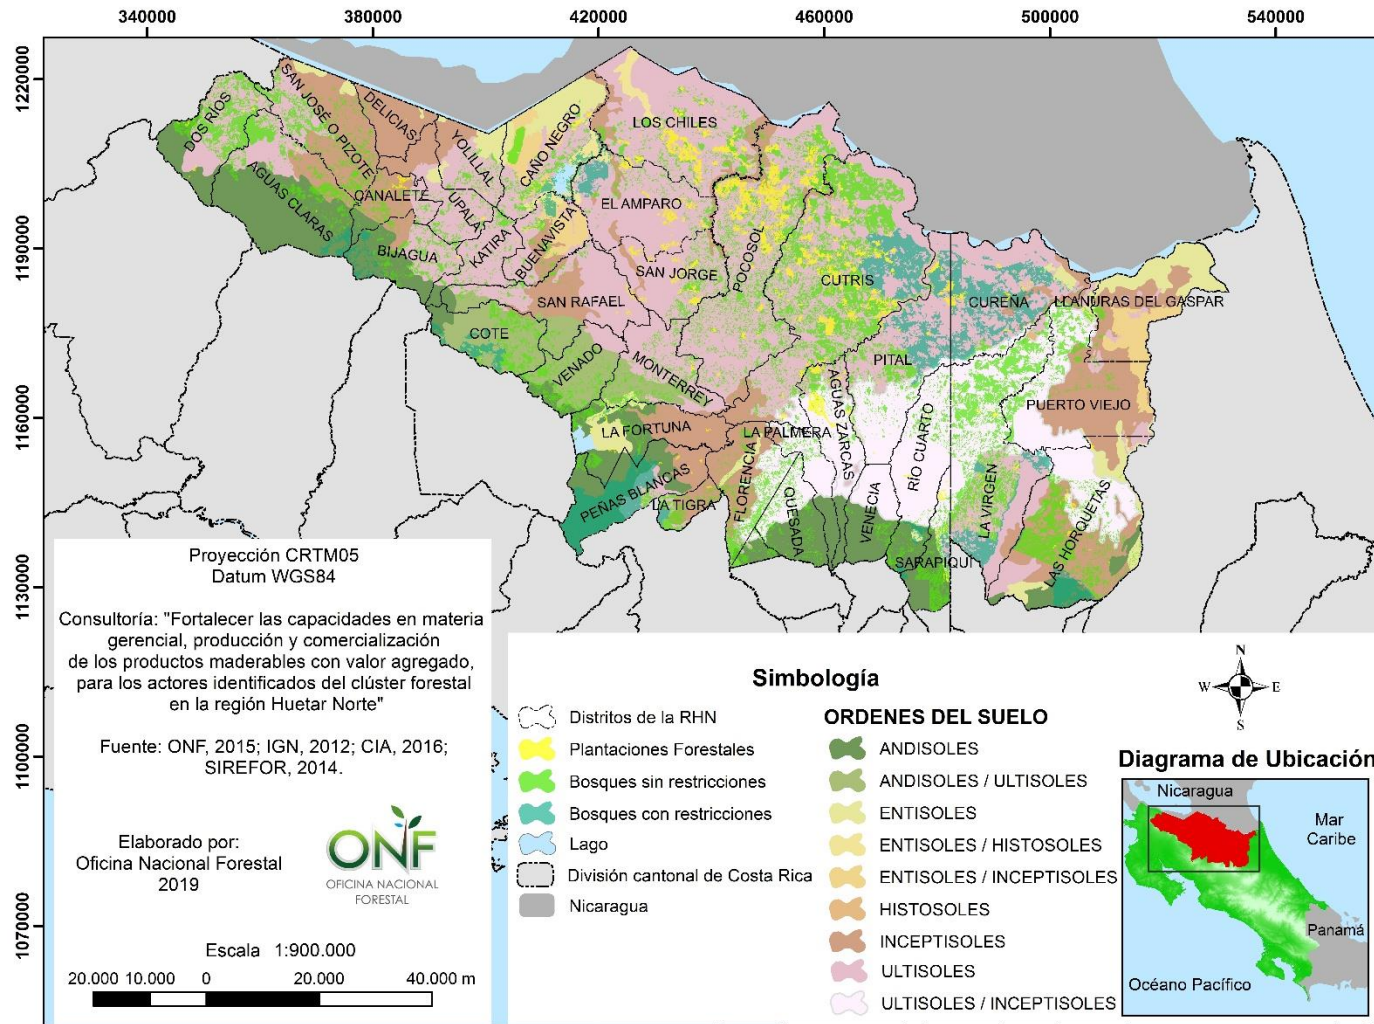 340000
380000
420000
460000
500000
540000
1220000
1190000
1160000
1130000
1100000
1070000
DOS RÍOS
SAN JOSÉ O PIZOTE
DELICIAS
YOLILLAL
CAÑO NEGRO
LOS CHILES
AGUAS CLARAS
CANALETE
UPALA
EL AMPARO
BIJAGUA
KATIRA
BUENAVISTA
SAN JORGE
POCOSOL
CUTRIS
CUREÑA
LLANURAS DEL GASPAR
SAN RAFAEL
COTE
VENADO
MONTERREY
PITAL
AGUAS ZARCAS
RÍO CUARTO
PUERTO VIEJO
LA FORTUNA
LA PALMERA
PEÑAS BLANCAS
FLORENCIA
LA TIGRA
QUESADA
VENECIA
LA VIRGEN
SARAPIQUI
LAS HORQUETAS
Proyección CRTM05
Datum WGS84
Consultoría: "Fortalecer las capacidades en materia
gerencial, producción y comercialización
de los productos maderables con valor agregado,
para los actores identificados del clúster forestal
en la región Huetar Norte"
Fuente: ONF, 2015; IGN, 2012; CIA, 2016;
SIREFOR, 2014.
Elaborado por:
Oficina Nacional Forestal
2019
ONF
OFICINA NACIONAL
FORESTAL
Escala 1:900.000
20.000 10.000 0 20.000 40.000 m
Simbología
Distritos de la RHN
Plantaciones Forestales
Bosques sin restricciones
Bosques con restricciones
Lago
División cantonal de Costa Rica
Nicaragua
ORDENES DEL SUELO
ANDISOLES
ANDISOLES / ULTISOLES
ENTISOLES
ENTISOLES / HISTOSOLES
ENTISOLES / INCEPTISOLES
HISTOSOLES
INCEPTISOLES
ULTISOLES
ULTISOLES / INCEPTISOLES
N
W
E
S
Diagrama de Ubicación
Nicaragua
Mar
Caribe
Panamá
Océano Pacífico